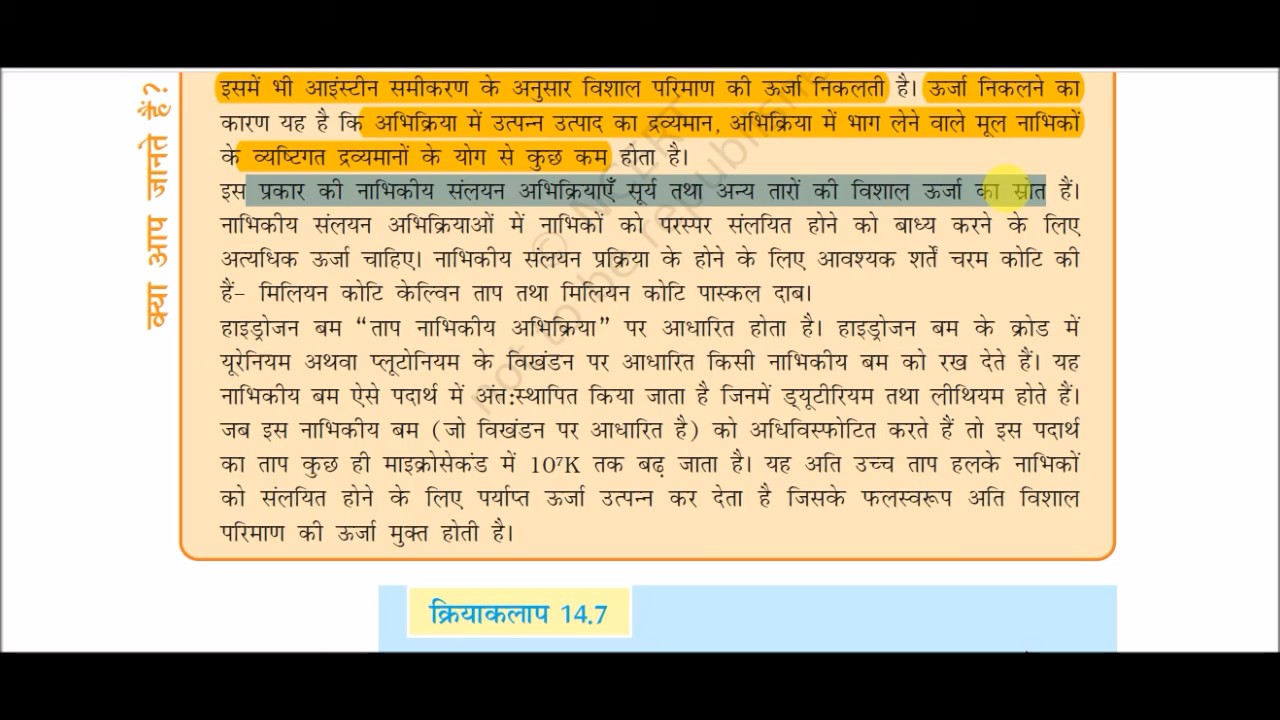 क्या आप जानते हैं?
इसमें भी आइंस्टीन समीकरण के अनुसार विशाल परिमाण की ऊर्जा निकलती है। ऊर्जा निकलने का
कारण यह है कि अभिक्रिया में उत्पन्न उत्पाद का द्रव्यमान, अभिक्रिया में भाग लेने वाले मूल नाभिकों
के व्यष्टिगत द्रव्यमानों के योग से कुछ कम होता है।
इस प्रकार की नाभिकीय संलयन अभिक्रियाएँ सूर्य तथा अन्य तारों की विशाल ऊर्जा का स्रोत हैं।
नाभिकीय संलयन अभिक्रियाओं में नाभिकों को परस्पर संलयित होने को बाध्य करने के लिए
अत्यधिक ऊर्जा चाहिए। नाभिकीय संलयन प्रक्रिया के होने के लिए आवश्यक शर्तें चरम कोटि की
हैं– मिलियन कोटि केल्विन ताप तथा मिलियन कोटि पास्कल दाब।
हाइड्रोजन बम “ताप नाभिकीय अभिक्रिया” पर आधारित होता है। हाइड्रोजन बम के क्रोड में
यूरेनियम अथवा प्लूटोनियम के विखंडन पर आधारित किसी नाभिकीय बम को रख देते हैं। यह
नाभिकीय बम ऐसे पदार्थ में अंत:स्थापित किया जाता है जिनमें ड्यूटीरियम तथा लीथियम होते हैं।
जब इस नाभिकीय बम (जो विखंडन पर आधारित है) को अधिविस्फोटित करते हैं तो इस पदार्थ
का ताप कुछ ही माइक्रोसेकंड में 10⁷K तक बढ़ जाता है। यह अति उच्च ताप हलके नाभिकों
को संलयित होने के लिए पर्याप्त ऊर्जा उत्पन्न कर देता है जिसके फलस्वरूप अति विशाल
परिमाण की ऊर्जा मुक्त होती है।
© NCERT
not to be republished
क्रियाकलाप 14.7